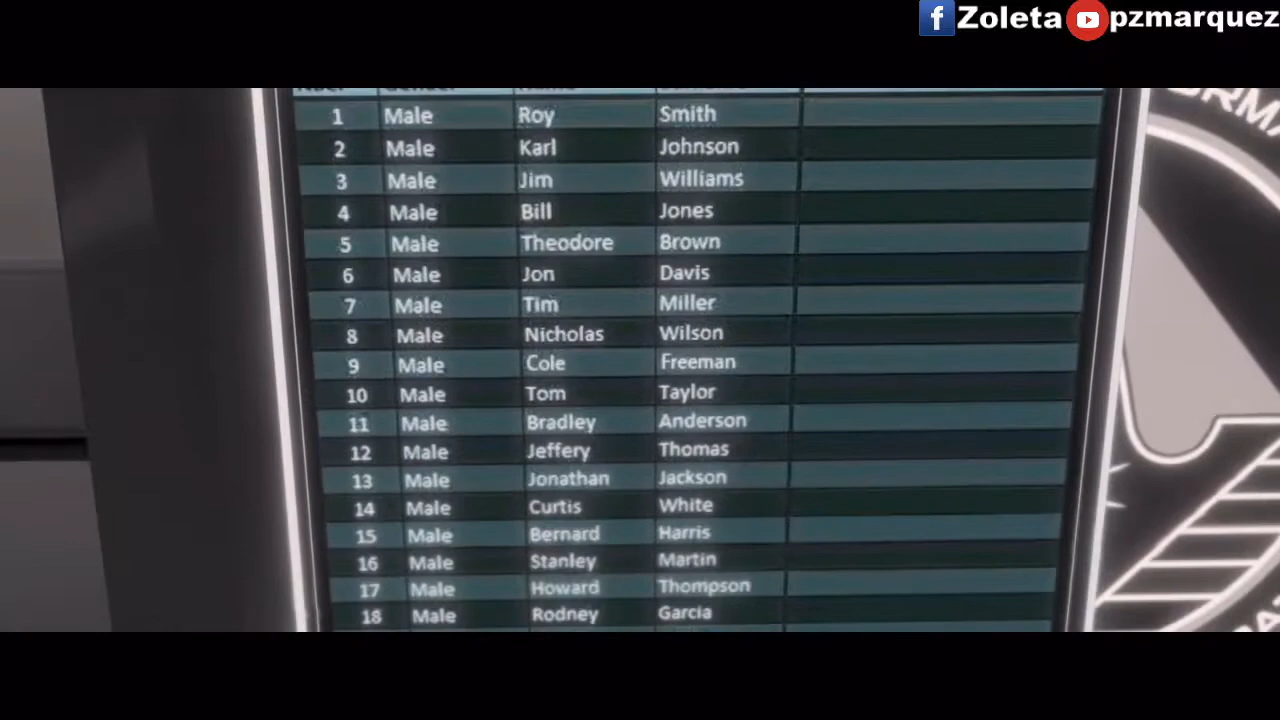 Zoleta pzmarquez
1 Male Roy Smith
2 Male Karl Johnson
3 Male Jim Williams
4 Male Bill Jones
5 Male Theodore Brown
6 Male Jon Davis
7 Male Tim Miller
8 Male Nicholas Wilson
9 Male Cole Freeman
10 Male Tom Taylor
11 Male Bradley Anderson
12 Male Jeffery Thomas
13 Male Jonathan Jackson
14 Male Curtis White
15 Male Bernard Harris
16 Male Stanley Martin
17 Male Howard Thompson
18 Male Rodney Garcia